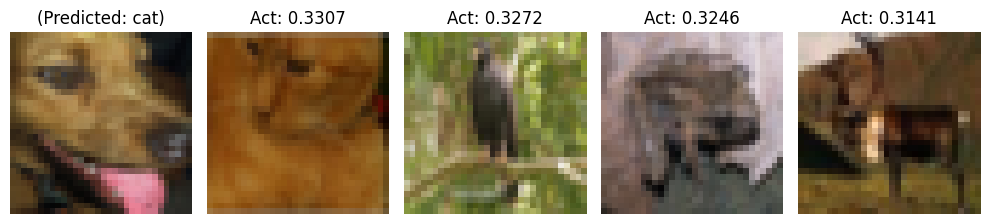 (Predicted: cat)
Act: 0.3307
Act: 0.3272
Act: 0.3246
Act: 0.3141